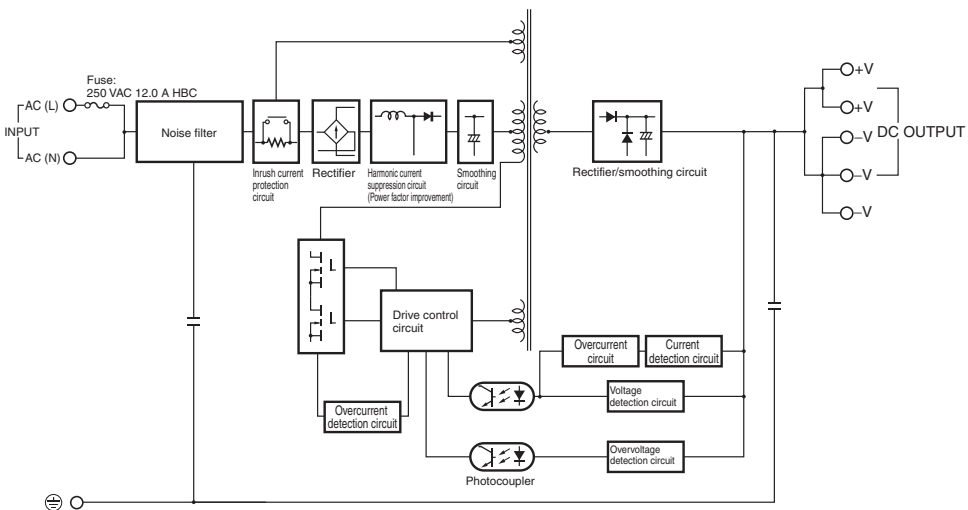 Fuse:
250 VAC 12.0 A HBC
AC (L)
INPUT
AC (N)
Noise filter
Inrush current
protection
circuit
Rectifier
Harmonic current
suppression circuit
(Power factor improvement)
Smoothing
circuit
Rectifier/smoothing circuit
+V
+V
–V
DC OUTPUT
–V
–V
Drive control
circuit
Overcurrent
circuit
Current
detection circuit
Voltage
detection circuit
Overcurrent
detection circuit
Overvoltage
detection circuit
Photocoupler